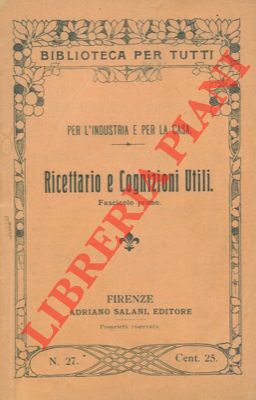 BIBLIOTECA PER TUTTI
PER L'INDUSTRIA E PER LA CASA
Ricettario e Cognizioni Utili.
Fascicolo primo.
LIBRERIA PIANI
FIRENZE
ADRIANO SALANI, EDITORE
Proprietà riservata
N. 27.
Cent. 25.